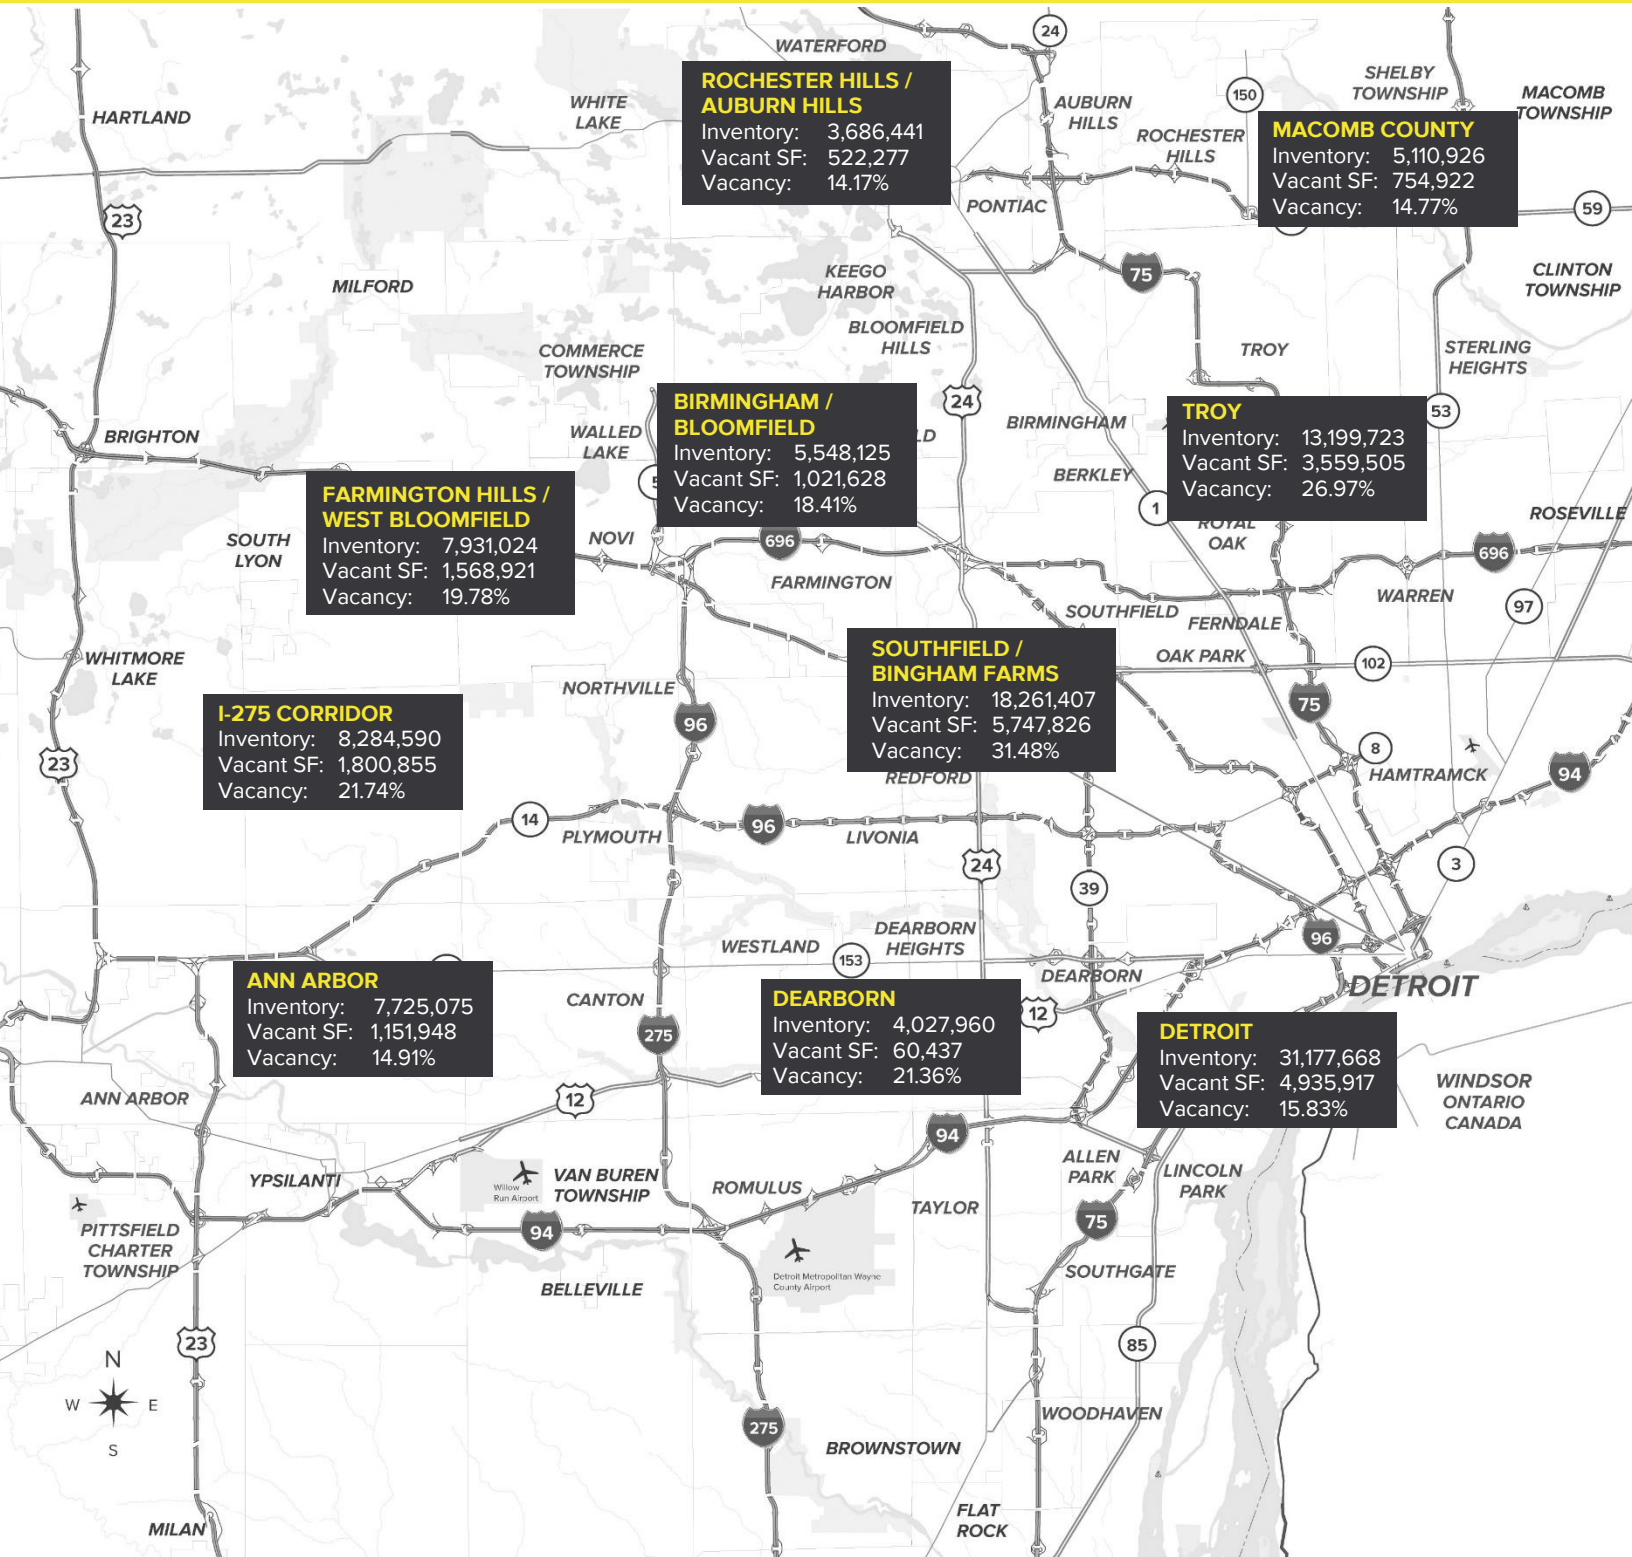 24
WATERFORD
ROCHESTER HILLS /
AUBURN HILLS
Inventory: 3,686,441
Vacant SF: 522,277
Vacancy: 14.17%
SHELBY
TOWNSHIP
MACOMB
TOWNSHIP
150
WHITE
LAKE
AUBURN
HILLS
HARTLAND
ROCHESTER
HILLS
MACOMB COUNTY
Inventory: 5,110,926
Vacant SF: 754,922
Vacancy: 14.77%
PONTIAC
59
23
75
KEEGO
HARBOR
CLINTON
TOWNSHIP
MILFORD
BLOOMFIELD
HILLS
COMMERCE
TOWNSHIP
TROY
STERLING
HEIGHTS
24
BIRMINGHAM /
BLOOMFIELD
Inventory: 5,548,125
Vacant SF: 1,021,628
Vacancy: 18.41%
LD
BIRMINGHAM
TROY
Inventory: 13,199,723
Vacant SF: 3,559,505
Vacancy: 26.97%
53
BRIGHTON
WALLED
LAKE
5
BERKLEY
1
FARMINGTON HILLS /
WEST BLOOMFIELD
Inventory: 7,931,024
Vacant SF: 1,568,921
Vacancy: 19.78%
ROSEVILLE
ROYAL
OAK
SOUTH
LYON
NOVI
696
696
FARMINGTON
WARREN
97
SOUTHFIELD
FERNDALE
SOUTHFIELD /
BINGHAM FARMS
Inventory: 18,261,407
Vacant SF: 5,747,826
Vacancy: 31.48%
OAK PARK
102
WHITMORE
LAKE
NORTHVILLE
75
96
I-275 CORRIDOR
Inventory: 8,284,590
Vacant SF: 1,800,855
Vacancy: 21.74%
8
23
REDFORD
HAMTRAMCK
94
14
PLYMOUTH
96
LIVONIA
24
39
3
WESTLAND
153
DEARBORN
HEIGHTS
96
DEARBORN
DETROIT
ANN ARBOR
Inventory: 7,725,075
Vacant SF: 1,151,948
Vacancy: 14.91%
CANTON
275
DEARBORN
Inventory: 4,027,960
Vacant SF: 60,437
Vacancy: 21.36%
12
DETROIT
Inventory: 31,177,668
Vacant SF: 4,935,917
Vacancy: 15.83%
ANN ARBOR
12
WINDSOR
ONTARIO
CANADA
94
ALLEN
PARK
LINCOLN
PARK
YPSILANTI
Willow
Run Airport
VAN BUREN
TOWNSHIP
ROMULUS
TAYLOR
75
94
PITTSFIELD
CHARTER
TOWNSHIP
Detroit Metropolitan Wayne
County Airport
SOUTHGATE
BELLEVILLE
23
85
N
W E
S
WOODHAVEN
275
BROWNSTOWN
FLAT
ROCK
MILAN